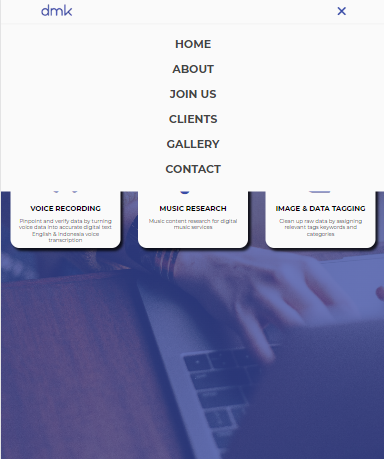 dmk
HOME
ABOUT
JOIN US
CLIENTS
GALLERY
CONTACT
VOICE RECORDING
Pinpoint and verify data by turning
voice data into accurate digital text
English & Indonesia voice
transcription
MUSIC RESEARCH
Music content research for digital
music services
IMAGE & DATA TAGGING
Clean up raw data by assigning
relevant tags keywords and
categories